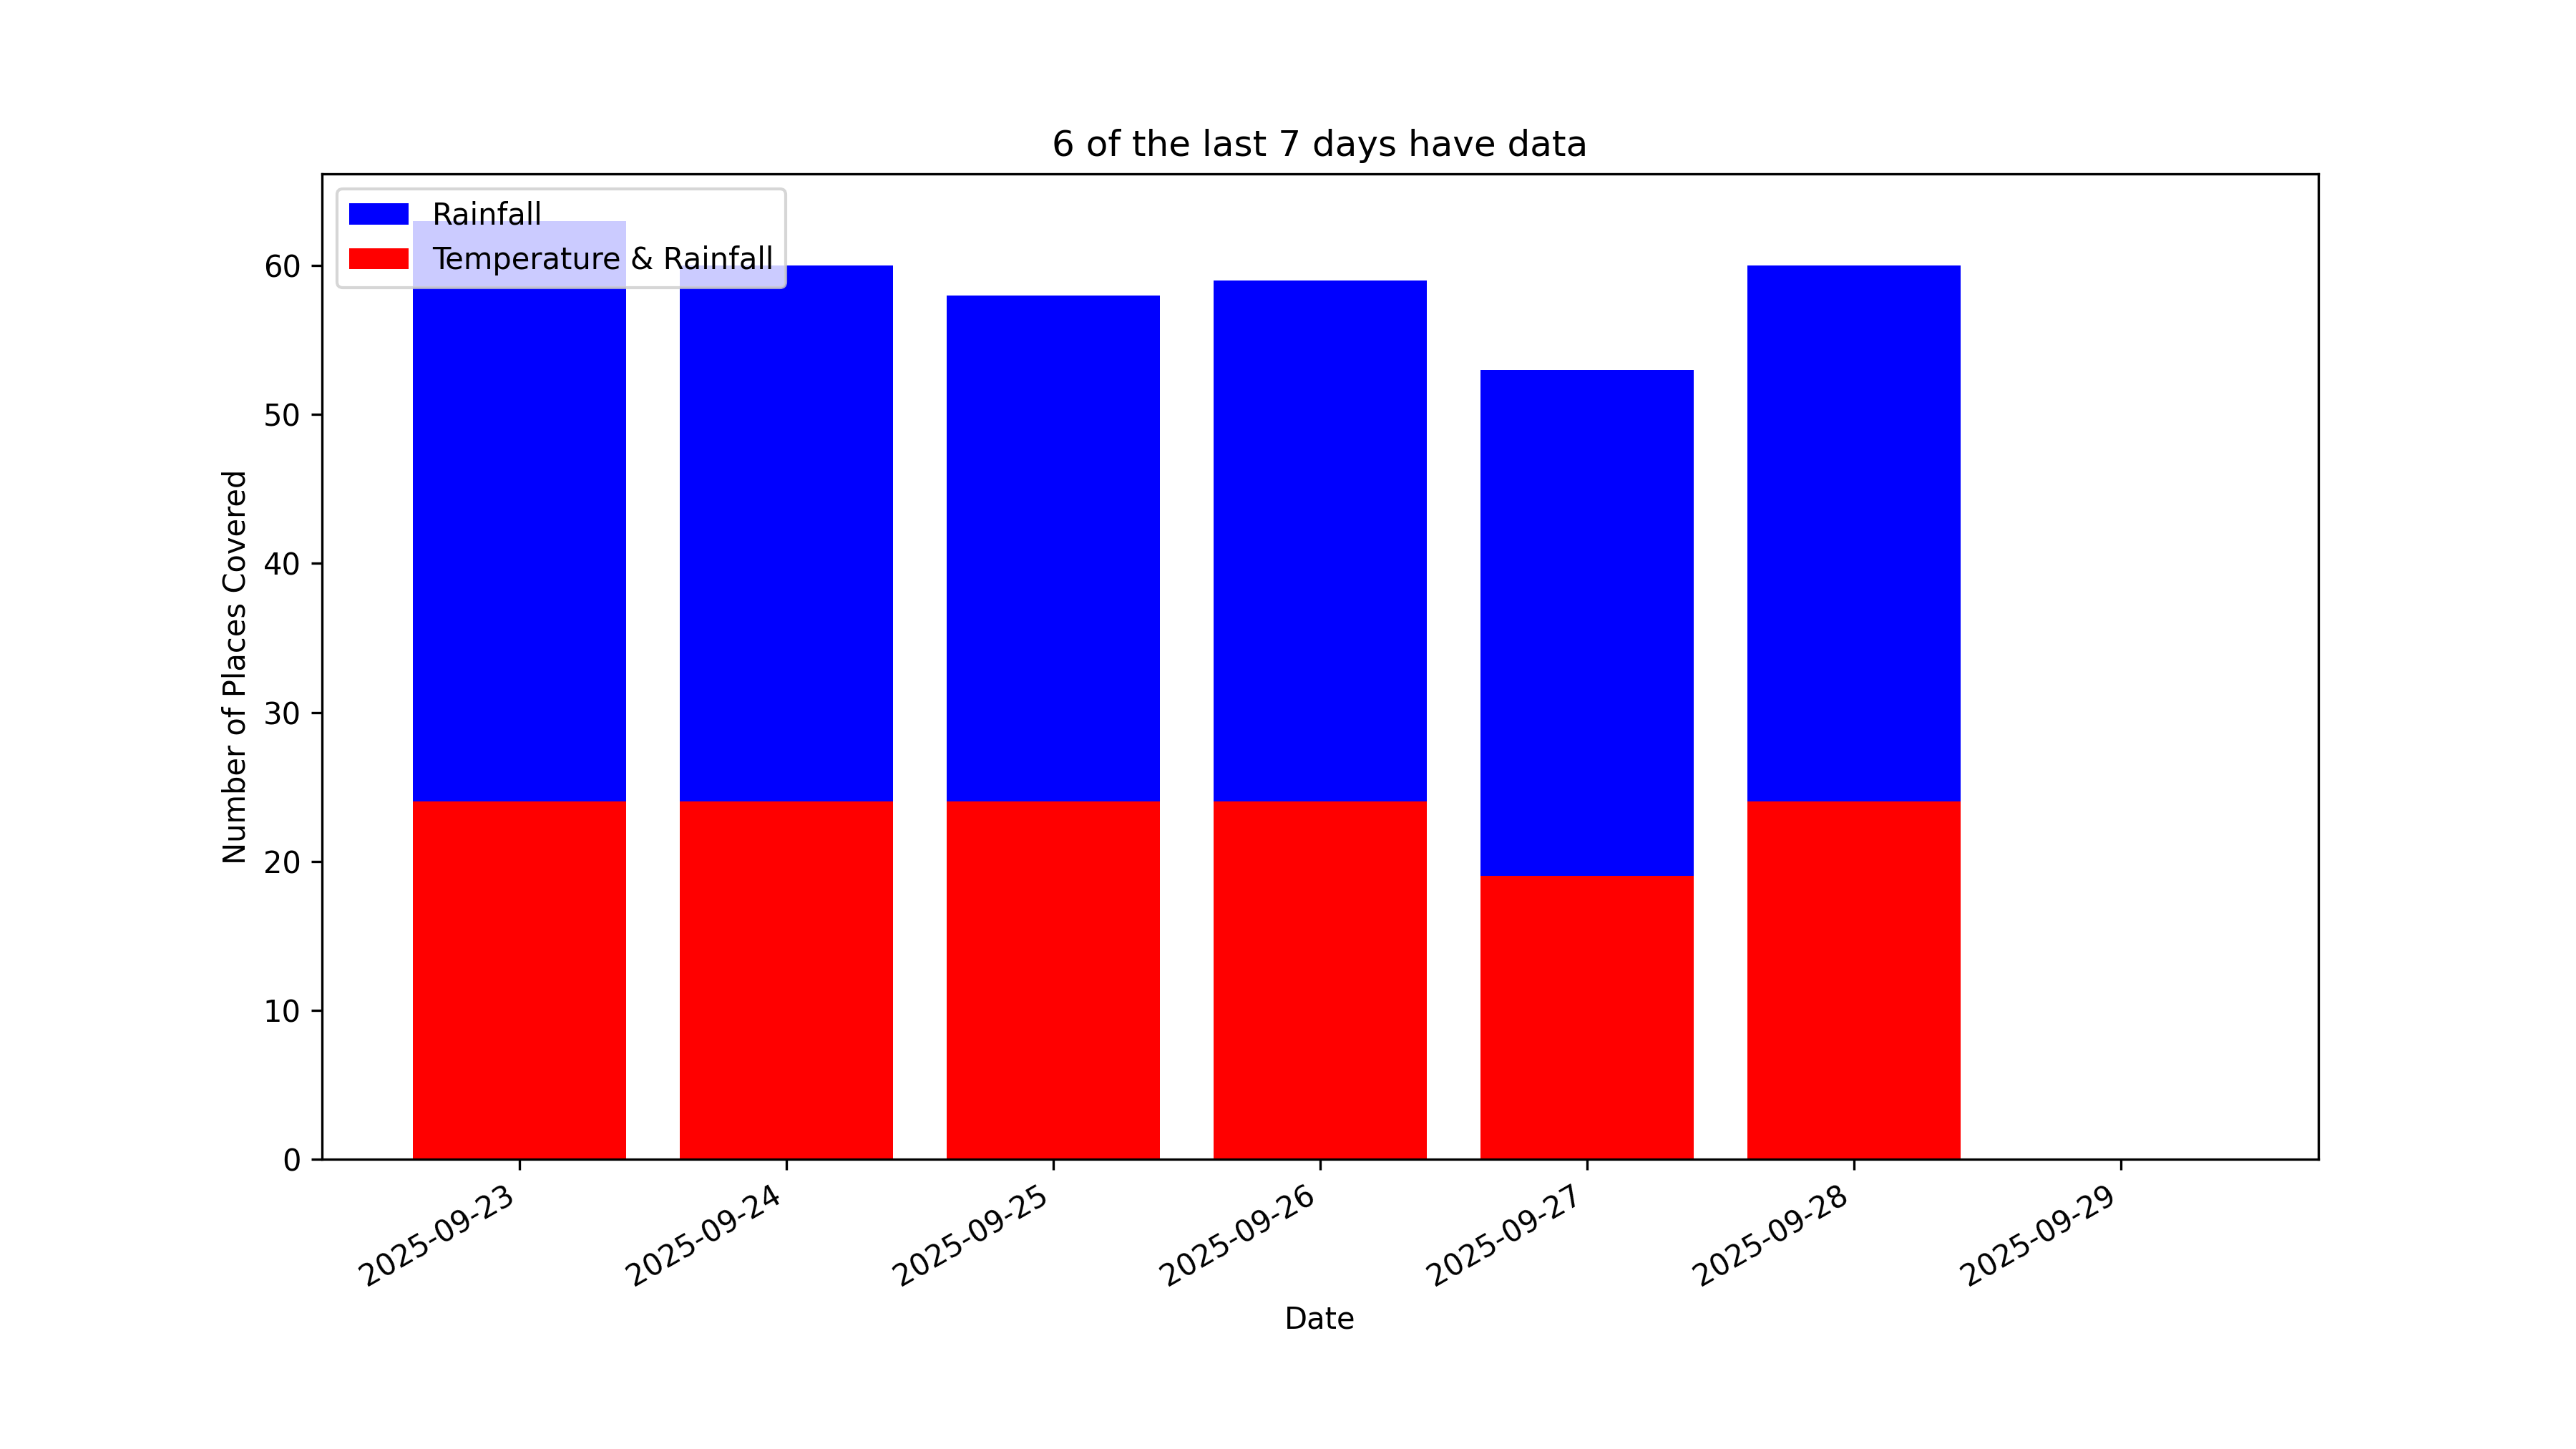 6 of the last 7 days have data
Rainfall
Temperature & Rainfall
Number of Places Covered
60
50
40
30
20
10
0
2025-09-23
2025-09-24
2025-09-25
2025-09-26
2025-09-27
2025-09-28
2025-09-29
Date